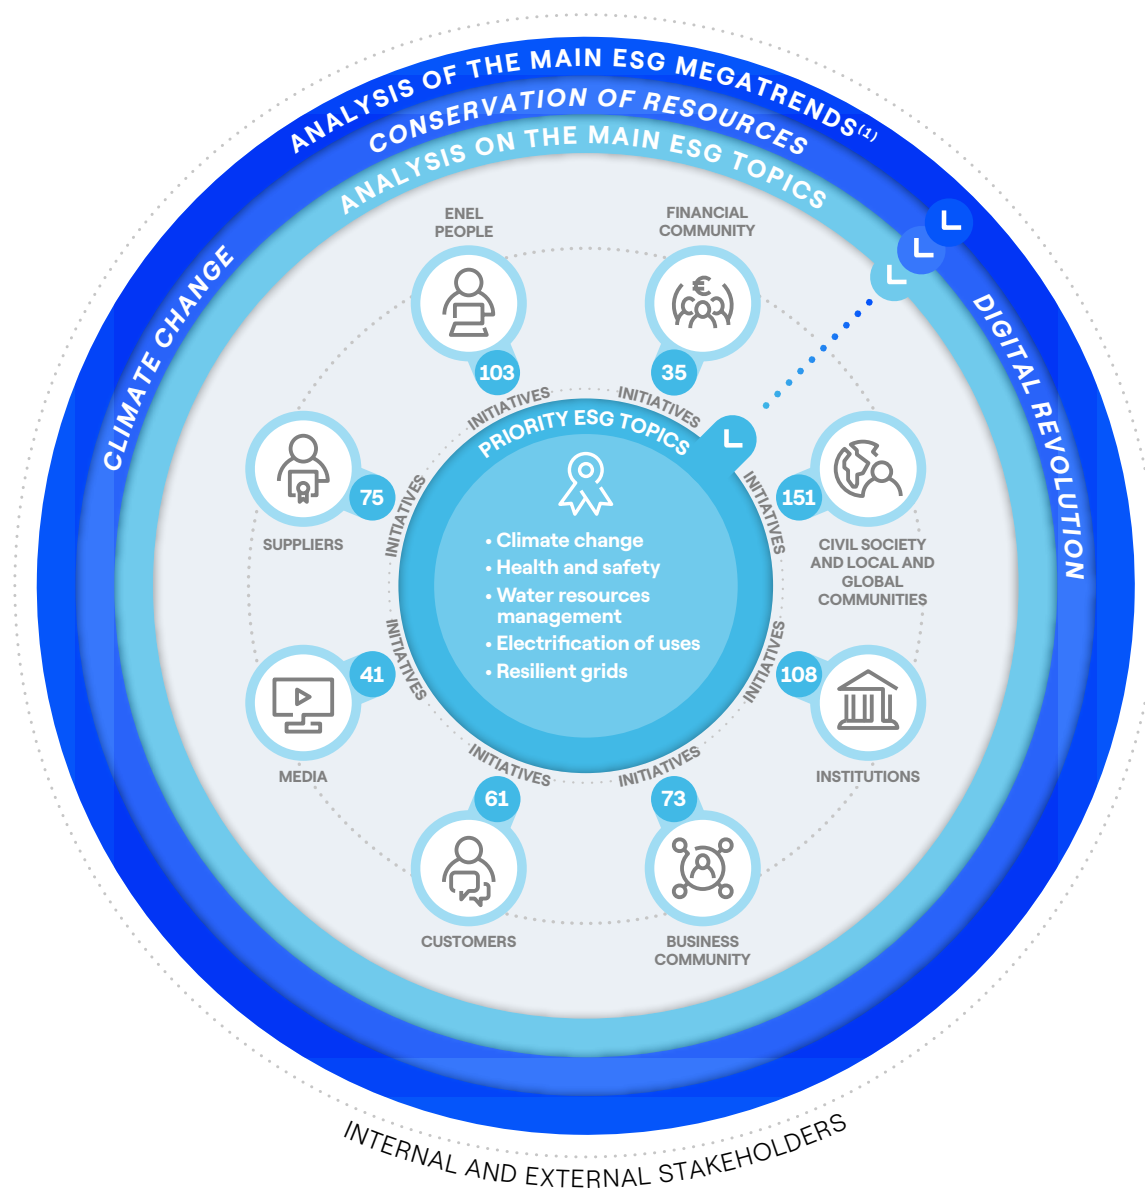 ANALYSIS OF THE MAIN ESG MEGATRENDS(1)
CONSERVATION OF RESOURCES
ANALYSIS ON THE MAIN ESG TOPICS
CLIMATE CHANGE
DIGITAL REVOLUTION
ENEL
PEOPLE
103
INITIATIVES
FINANCIAL
COMMUNITY
35
INITIATIVES
SUPPLIERS
75
INITIATIVES
151
INITIATIVES
CIVIL SOCIETY
AND LOCAL AND
GLOBAL
COMMUNITIES
PRIORITY ESG TOPICS
• Climate change
• Health and safety
• Water resources
management
• Electrification of uses
• Resilient grids
41
INITIATIVES
MEDIA
108
INITIATIVES
INSTITUTIONS
INITIATIVES
61
CUSTOMERS
INITIATIVES
73
BUSINESS
COMMUNITY
INTERNAL AND EXTERNAL STAKEHOLDERS